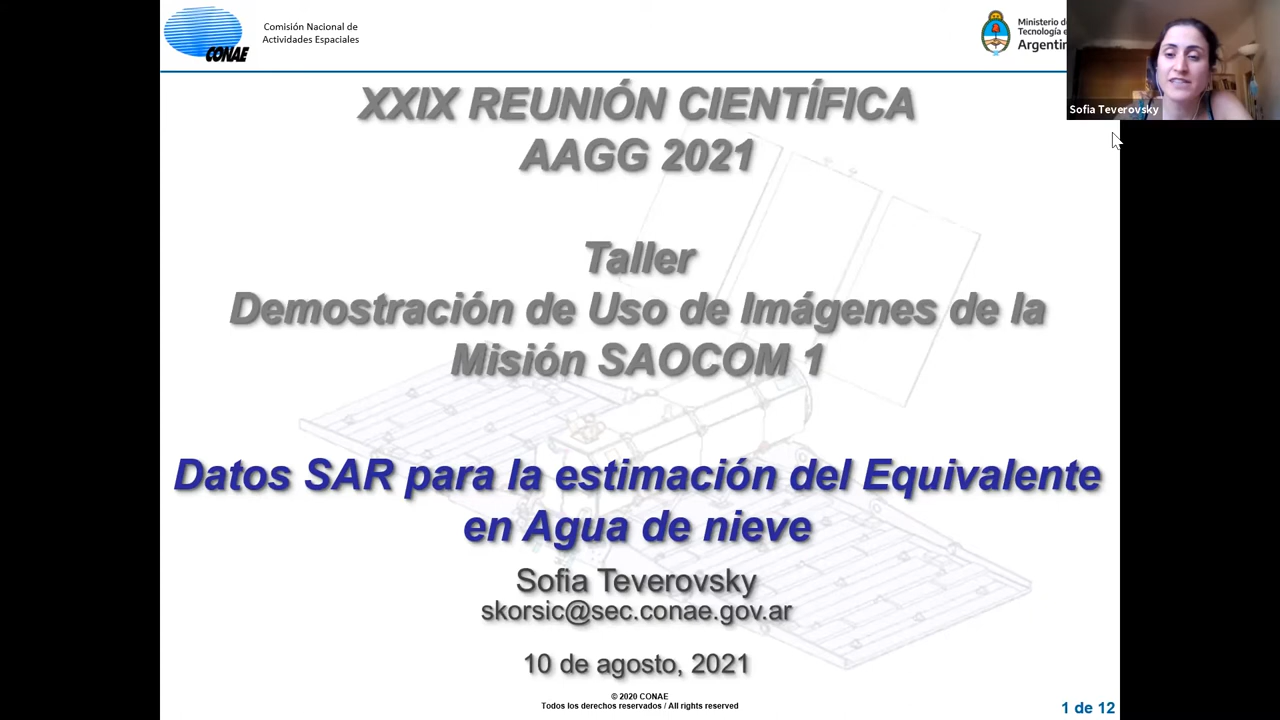 CONAE
Comisión Nacional de
Actividades Espaciales
Ministerio de
Tecnología e
Argentin
Sofia Teverovsky
XXIX REUNIÓN CIENTÍFICA
AAGG 2021
Taller
Demostración de Uso de Imágenes de la
Misión SAOCOM 1
Datos SAR para la estimación del Equivalente
en Agua de nieve
Sofia Teverovsky
skorsic@sec.conae.gov.ar
10 de agosto, 2021
© 2020 CONAE
Todos los derechos reservados / All rights reserved
1 de 12